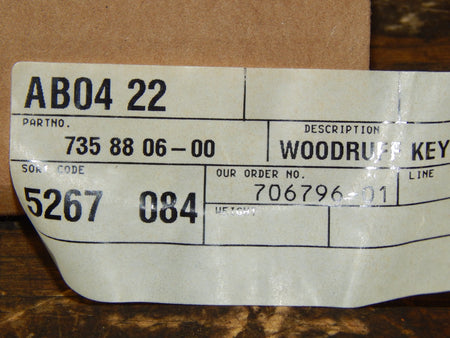 AB04 22
PARTNO.
735 88 06-00
DESCRIPTION
WOODRUFF KEY
SORT CODE
5267 084
OUR ORDER NO.
706796-01
LINE
WEIGHT